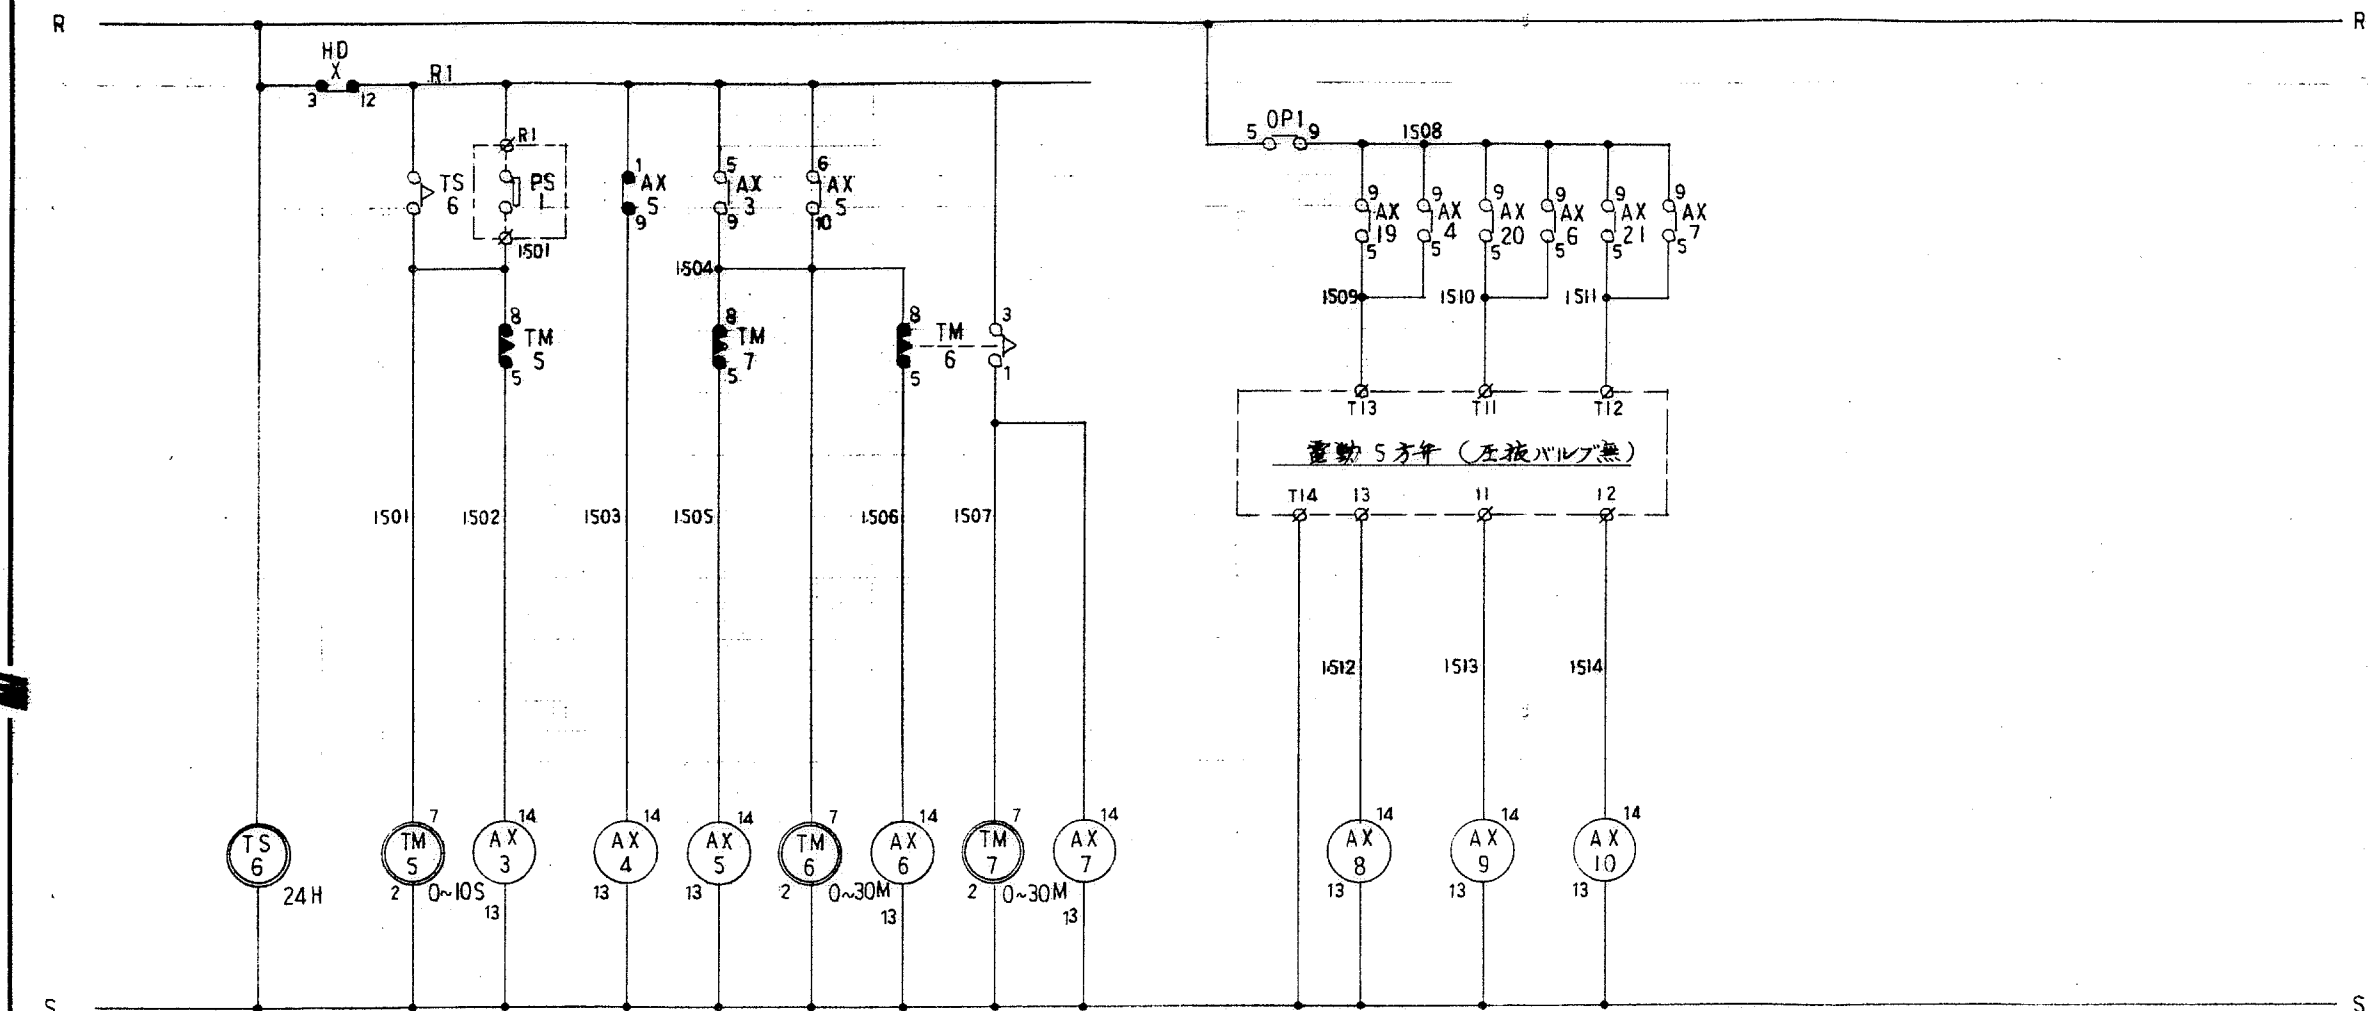 R R
HD
X
3 12
R1
OP1
5 9
1508
R1
TS
6
PS
1
1501
1
AX
5
9
5
AX
3
9
6
AX
5
10
9
AX
19
5
9
AX
4
5
9
AX
20
5
9
AX
6
5
9
AX
21
5
9
AX
7
5
1504
1509 1510 1511
8
TM
5
5
8
TM
7
5
8
TM
6
5
3
1
T13 T11 T12
電動5方弁 (圧抜バルブ無)
T14 13 11 12
1501 1502 1503 1505 1506 1507
1512 1513 1514
TS
6
24H
7
TM
5
2
0~10S
14
AX
3
13
14
AX
4
13
14
AX
5
13
7
TM
6
2
0~30M
14
AX
6
13
7
TM
7
2
0~30M
14
AX
7
13
14
AX
8
13
14
AX
9
13
14
AX
10
13
S S